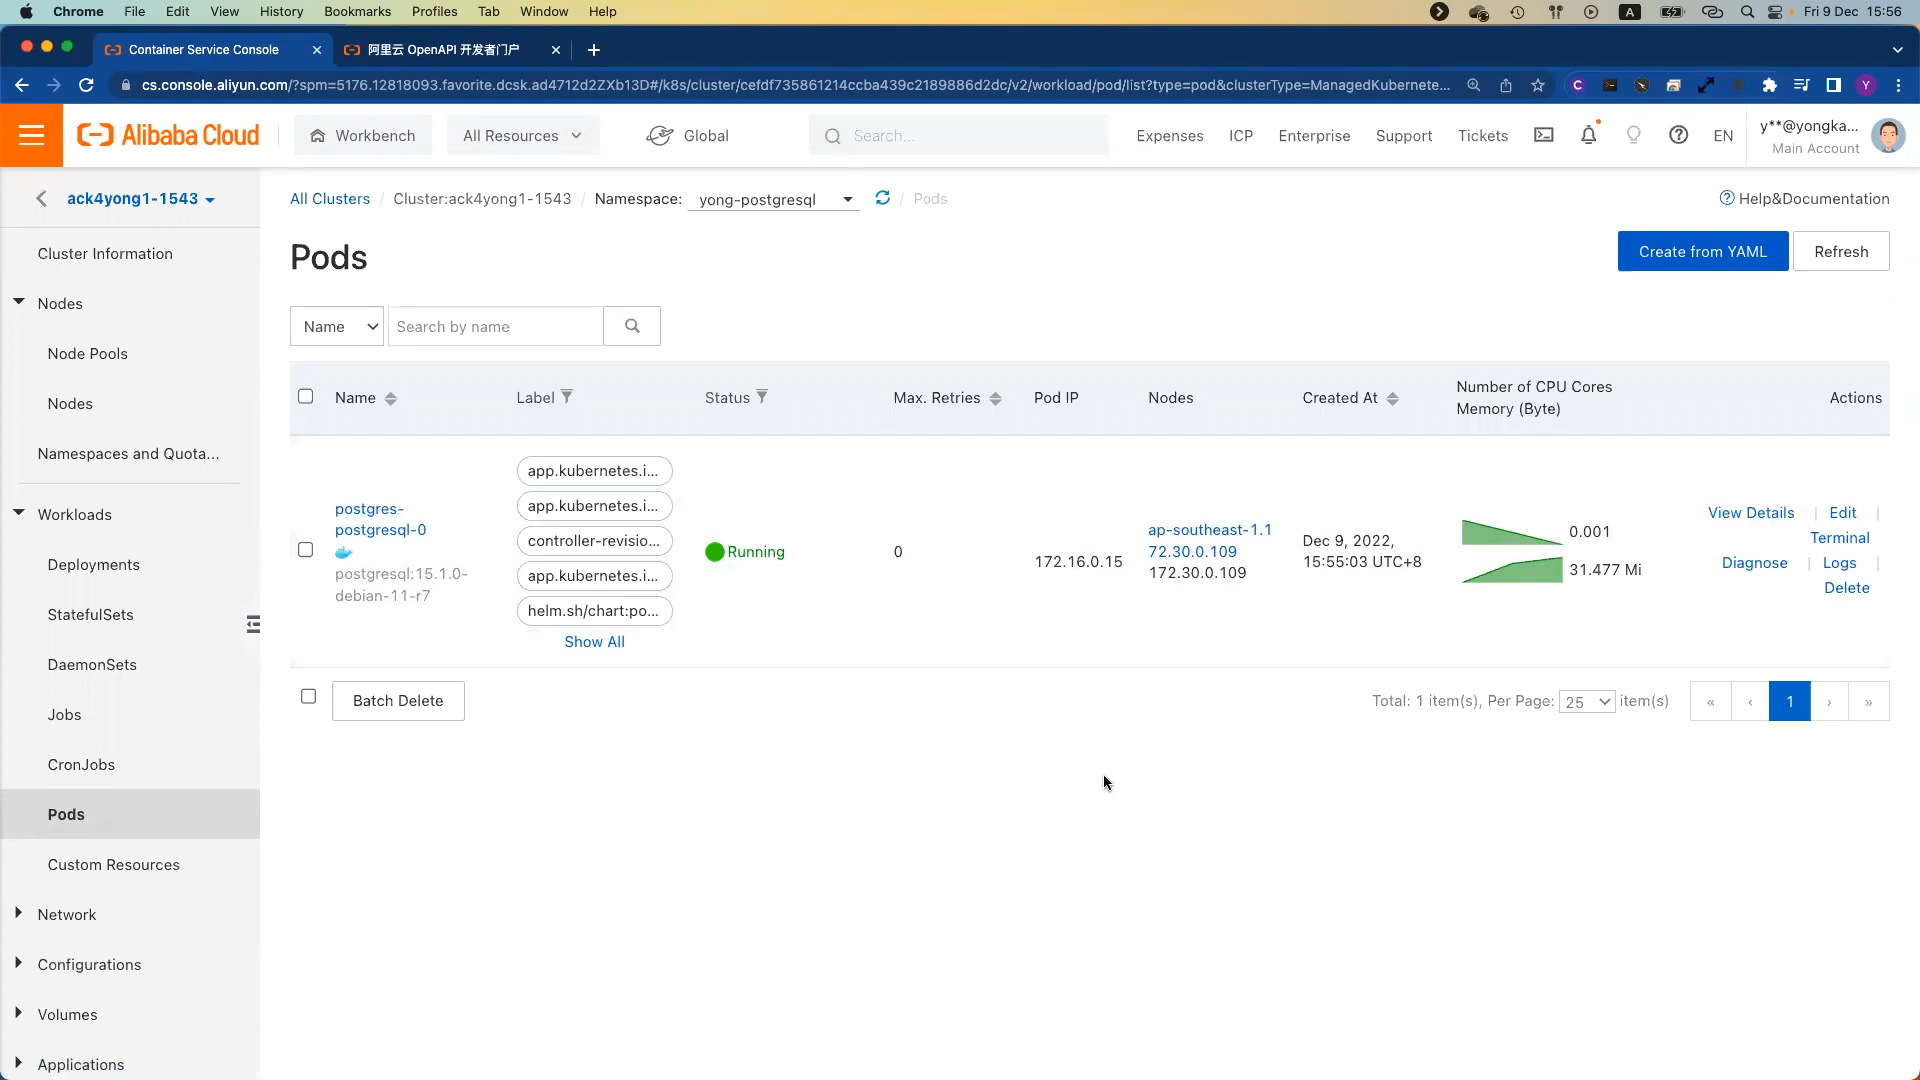 Chrome File Edit View History Bookmarks Profiles Tab Window Help A Fri 9 Dec 15:56
Container Service Console
阿里云 OpenAPI 开发者门户
cs.console.aliyun.com/?spm=5176.12818093.favorite.dcsk.ad4712d2ZXb13D#/k8s/cluster/cefdf735861214ccba439c2189886d2dc/v2/workload/pod/list?type=pod&clusterType=ManagedKubernete... C Y
Alibaba Cloud Workbench All Resources Global Search... Expenses ICP Enterprise Support Tickets EN y**@yongka...
Main Account
ack4yong1-1543
All Clusters / Cluster:ack4yong1-1543 / Namespace: yong-postgresql / Pods Help&Documentation
Cluster Information
Nodes
Node Pools
Nodes
Namespaces and Quota...
Workloads
Deployments
StatefulSets
DaemonSets
Jobs
CronJobs
Pods
Custom Resources
Network
Configurations
Volumes
Applications
Pods
Create from YAML Refresh
Name Search by name
Name Label Status Max. Retries Pod IP Nodes Created At Number of CPU Cores
Memory (Byte) Actions
postgres-
postgresql-0
postgresql:15.1.0-
debian-11-r7
app.kubernetes.i...
app.kubernetes.i...
controller-revisio...
app.kubernetes.i...
helm.sh/chart:po...
Show All
Running
0
172.16.0.15
ap-southeast-1.1
72.30.0.109
172.30.0.109
Dec 9, 2022,
15:55:03 UTC+8
0.001
31.477 Mi
View Details | Edit |
Terminal
Diagnose | Logs |
Delete
Batch Delete Total: 1 item(s), Per Page: 25 item(s) « ‹ 1 › »